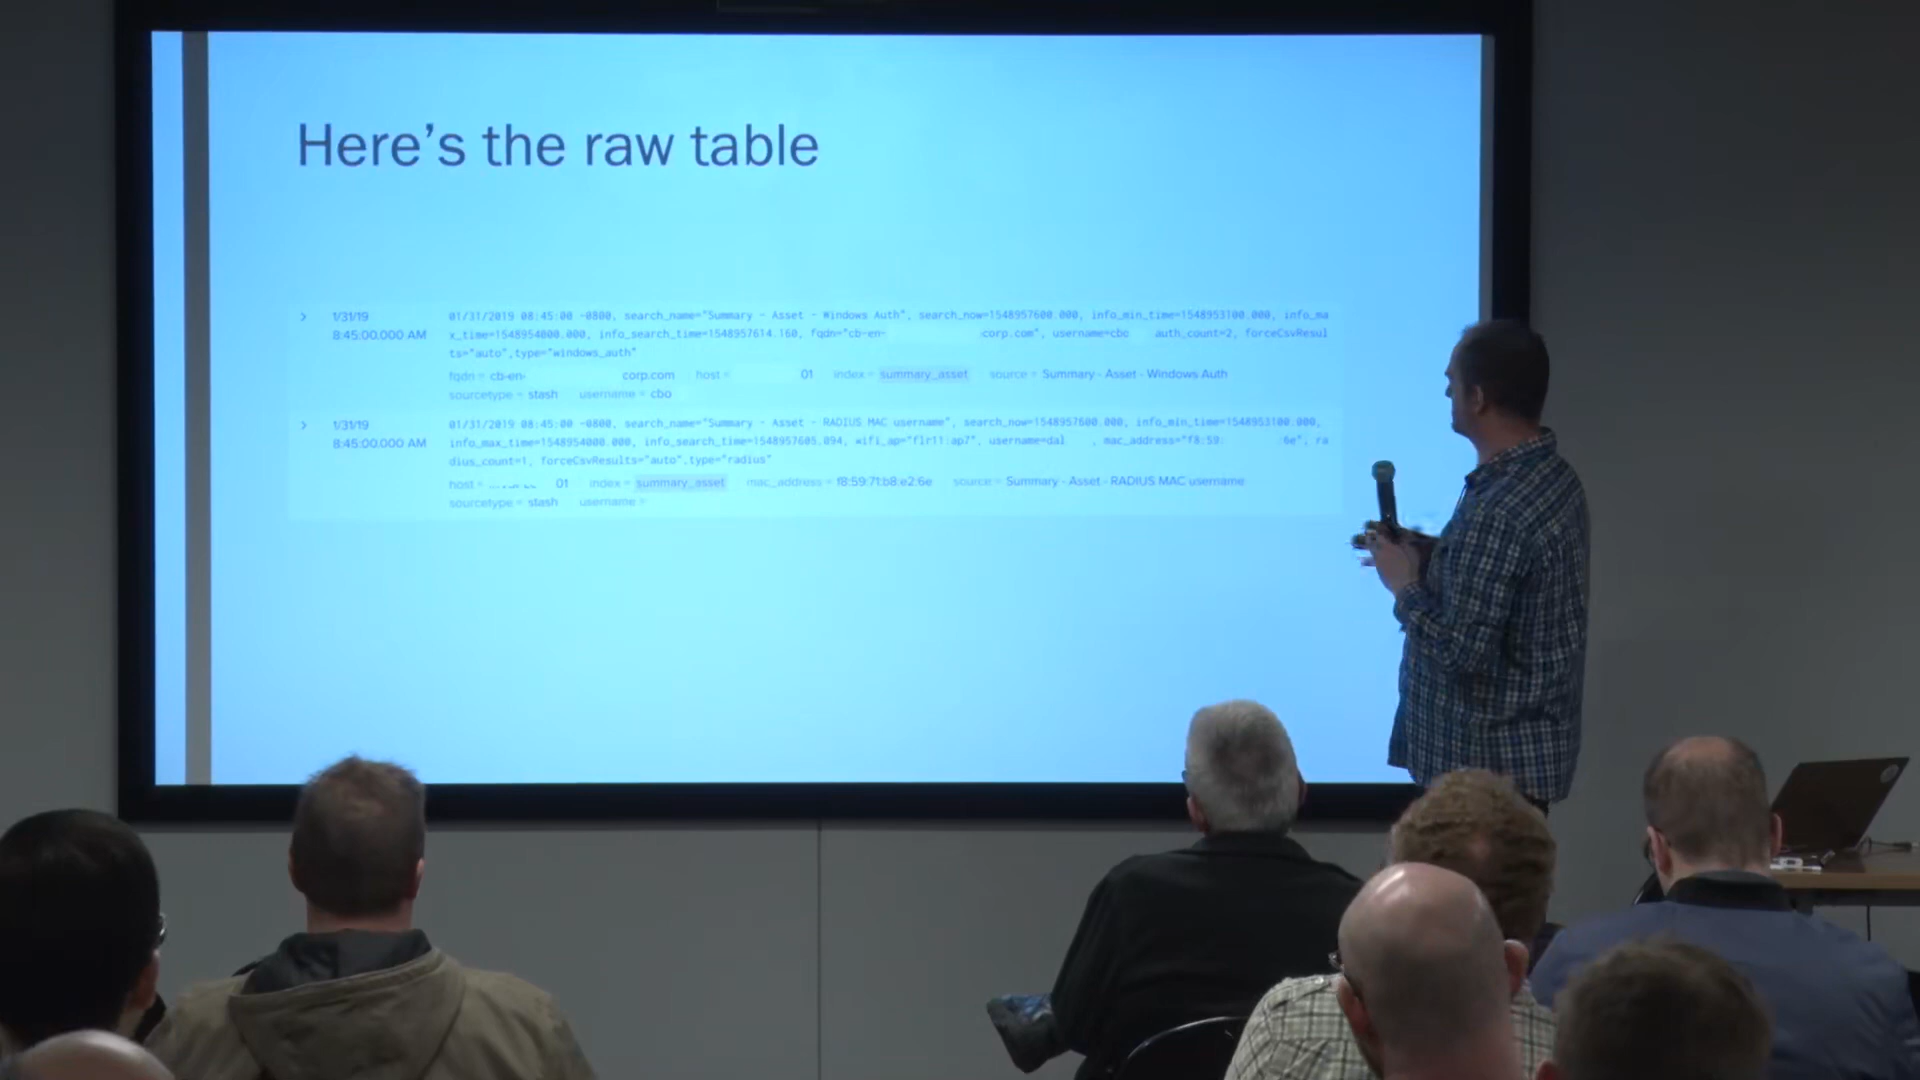 Here's the raw table
1/31/19
8:45:00.000 AM
01/31/2019 08:45:00 -0800, search_name="Summary - Asset - Windows Auth", search_now=1548957600.000, info_min_time=1548953100.000, info_ma
x_time=1548954000.000, info_search_time=1548957614.160, fqdn="cb-en- corp.com", username=cbo auth_count=2, forceCsvResul
ts="auto",type="windows_auth"
fqdn = cb-en- corp.com host = 01 index = summary_asset source = Summary - Asset - Windows Auth
sourcetype = stash username = cbo
1/31/19
8:45:00.000 AM
01/31/2019 08:45:00 -0800, search_name="Summary - Asset - RADIUS MAC username", search_now=1548957600.000, info_min_time=1548953100.000,
info_max_time=1548954000.000, info_search_time=1548957605.094, wifi_ap="flr11 ap7", username=dal , mac_address="f8:59: :6e", ra
dius_count=1, forceCsvResults="auto",type="radius"
host = 01 index = summary_asset mac_address = f8:59:71:b8:e2:6e source = Summary - Asset - RADIUS MAC username
sourcetype = stash username =